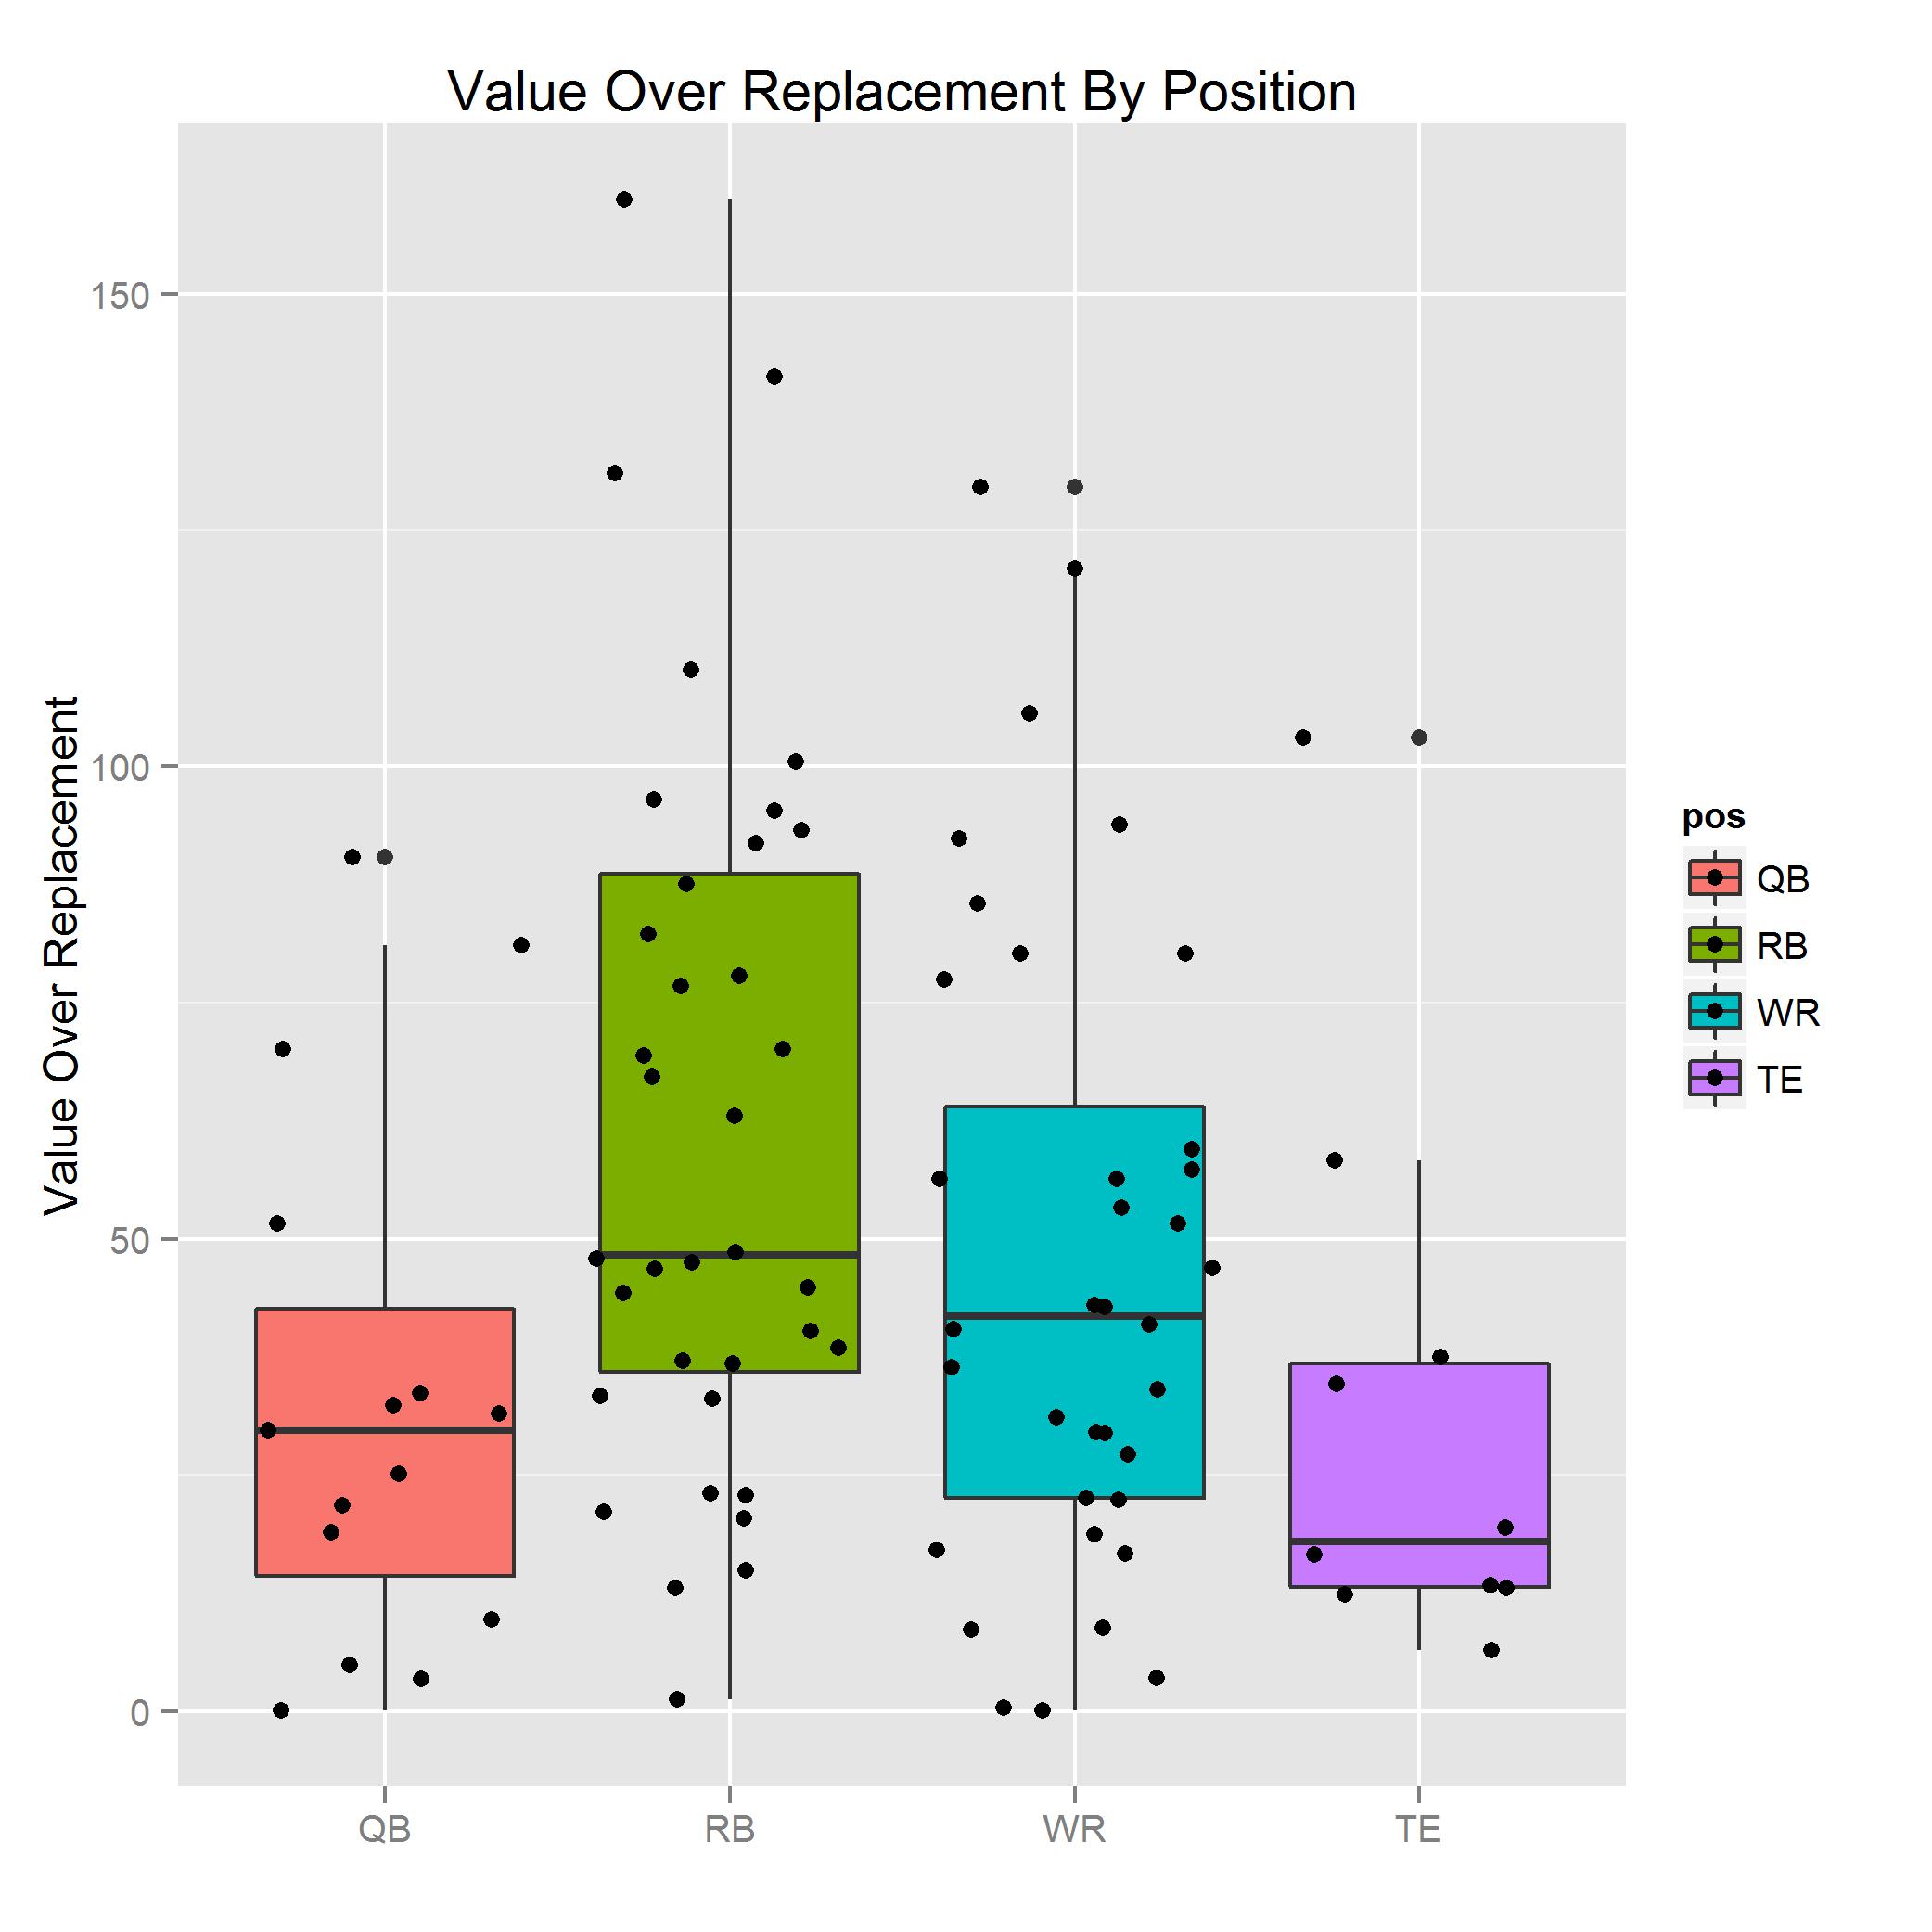 Value Over Replacement By Position
Value Over Replacement
150
100
50
0
QB
RB
WR
TE
pos
QB
RB
WR
TE